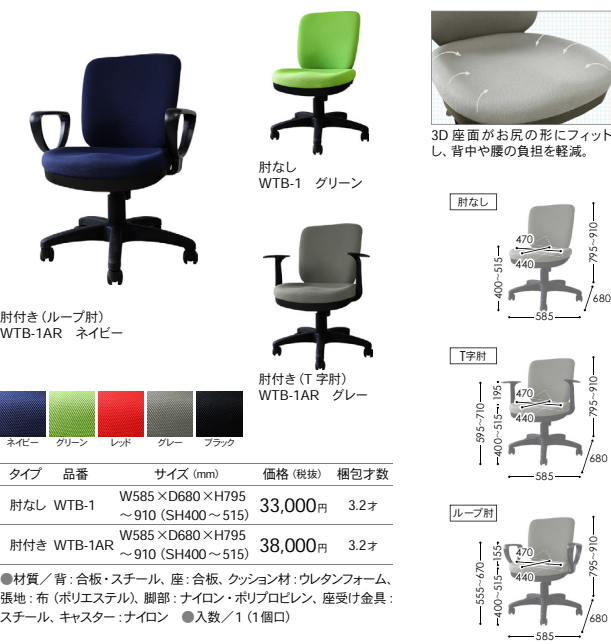 3D座面がお尻の形にフィット
し、背中や腰の負担を軽減。
肘なし
WTB-1　グリーン
肘付き（ループ肘）
WTB-1AR　ネイビー
肘付き（T字肘）
WTB-1AR　グレー
ネイビー　グリーン　レッド　グレー　ブラック
タイプ　品番　サイズ（mm）　価格（税抜）　梱包才数
肘なし　WTB-1　W585×D680×H795
～910（SH400～515）　33,000円　3.2才
肘付き　WTB-1AR　W585×D680×H795
～910（SH400～515）　38,000円　3.2才
●材質／背：合板・スチール、座：合板、クッション材：ウレタンフォーム、
張地：布（ポリエステル）、脚部：ナイロン・ポリプロピレン、座受け金具：
スチール、キャスター：ナイロン　●入数／1（1個口）
肘なし
470
440
400～515
795～910
680
585
T字肘
470
195
595～710
400～515
440
795～910
680
585
ループ肘
470
155
555～670
400～515
440
795～910
680
585